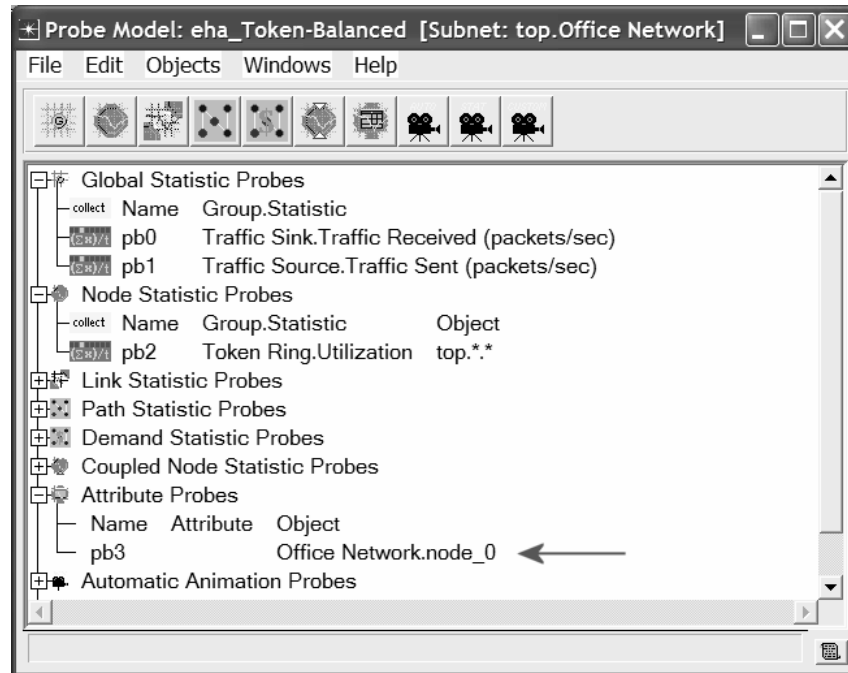 Probe Model: eha_Token-Balanced [Subnet: top.Office Network]
File Edit Objects Windows Help
Global Statistic Probes
collect Name Group.Statistic
(Σx)/t pb0 Traffic Sink.Traffic Received (packets/sec)
(Σx)/t pb1 Traffic Source.Traffic Sent (packets/sec)
Node Statistic Probes
collect Name Group.Statistic Object
(Σx)/t pb2 Token Ring.Utilization top.*.*
Link Statistic Probes
Path Statistic Probes
Demand Statistic Probes
Coupled Node Statistic Probes
Attribute Probes
Name Attribute Object
pb3 Office Network.node_0
Automatic Animation Probes